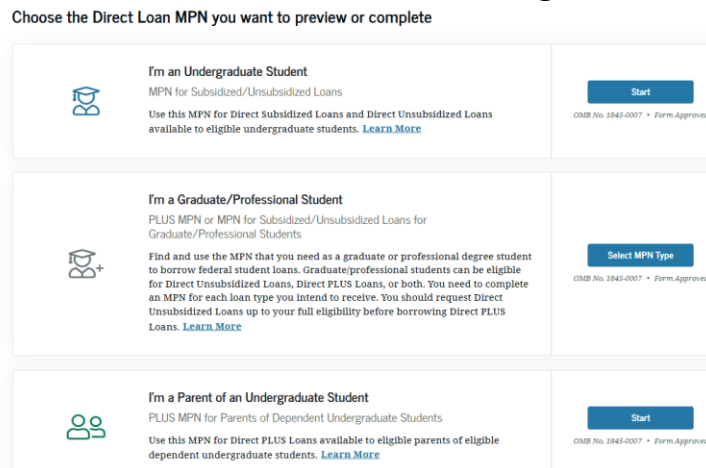 Choose the Direct Loan MPN you want to preview or complete
I'm an Undergraduate Student
MPN for Subsidized/Unsubsidized Loans
Use this MPN for Direct Subsidized Loans and Direct Unsubsidized Loans
available to eligible undergraduate students. Learn More
Start
OMB No. 1845-0007 • Form Approved
I'm a Graduate/Professional Student
PLUS MPN or MPN for Subsidized/Unsubsidized Loans for
Graduate/Professional Students
Find and use the MPN that you need as a graduate or professional degree student
to borrow federal student loans. Graduate/professional students can be eligible
for Direct Unsubsidized Loans, Direct PLUS Loans, or both. You need to complete
an MPN for each loan type you intend to receive. You should request Direct
Unsubsidized Loans up to your full eligibility before borrowing Direct PLUS
Loans. Learn More
Select MPN Type
OMB No. 1845-0007 • Form Approved
I'm a Parent of an Undergraduate Student
PLUS MPN for Parents of Dependent Undergraduate Students
Use this MPN for Direct PLUS Loans available to eligible parents of eligible
dependent undergraduate students. Learn More
Start
OMB No. 1845-0007 • Form Approved